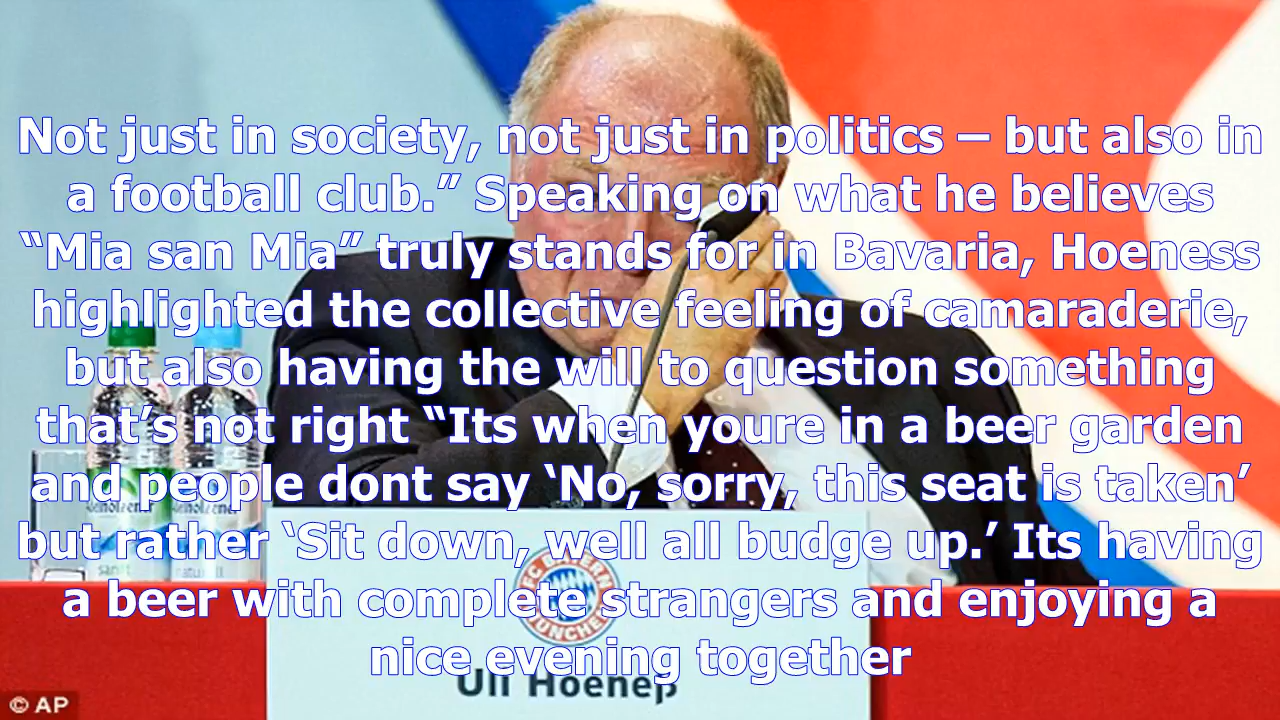 Not just in society, not just in politics – but also in
a football club.” Speaking on what he believes
“Mia san Mia” truly stands for in Bavaria, Hoeness
highlighted the collective feeling of camaraderie,
but also having the will to question something
that’s not right “Its when youre in a beer garden
and people dont say ‘No, sorry, this seat is taken’
but rather ‘Sit down, well all budge up.’ Its having
a beer with complete strangers and enjoying a
nice evening together
FC BAYERN
MÜNCHEN
Uli Hoeneß
© AP